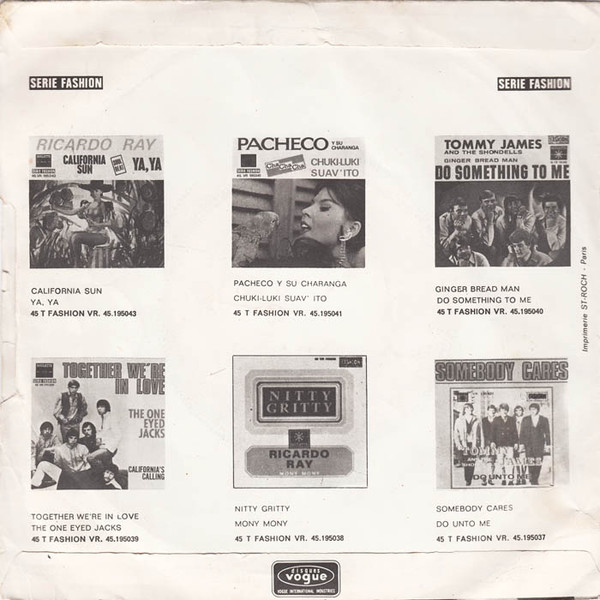 SERIE FASHION
SERIE FASHION
RICARDO RAY
CALIFORNIA
SUN
YA, YA
CALIFORNIA SUN
YA, YA
45 T FASHION VR. 45.195043
PACHECO Y SU CHARANGA
CHUKI-LUKI
SUAV'ITO
PACHECO Y SU CHARANGA
CHUKI-LUKI SUAV' ITO
45 T FASHION VR. 45.195041
TOMMY JAMES
AND THE SHONDELLS
GINGER BREAD MAN
DO SOMETHING TO ME
GINGER BREAD MAN
DO SOMETHING TO ME
45 T FASHION VR. 45.195040
Imprimerie ST-ROCH - Paris
TOGETHER WE'RE
IN LOVE
THE ONE
EYED
JACKS
CALIFORNIA'S
CALLING
TOGETHER WE'RE IN LOVE
THE ONE EYED JACKS
45 T FASHION VR. 45.195039
NITTY
GRITTY
RICARDO
RAY
MONY MONY
NITTY GRITTY
MONY MONY
45 T FASHION VR. 45.195038
SOMEBODY CARES
TOMMY
JAMES
DO UNTO ME
SOMEBODY CARES
DO UNTO ME
45 T FASHION VR. 45.195037
disques
vogue
VOGUE INTERNATIONAL INDUSTRIES